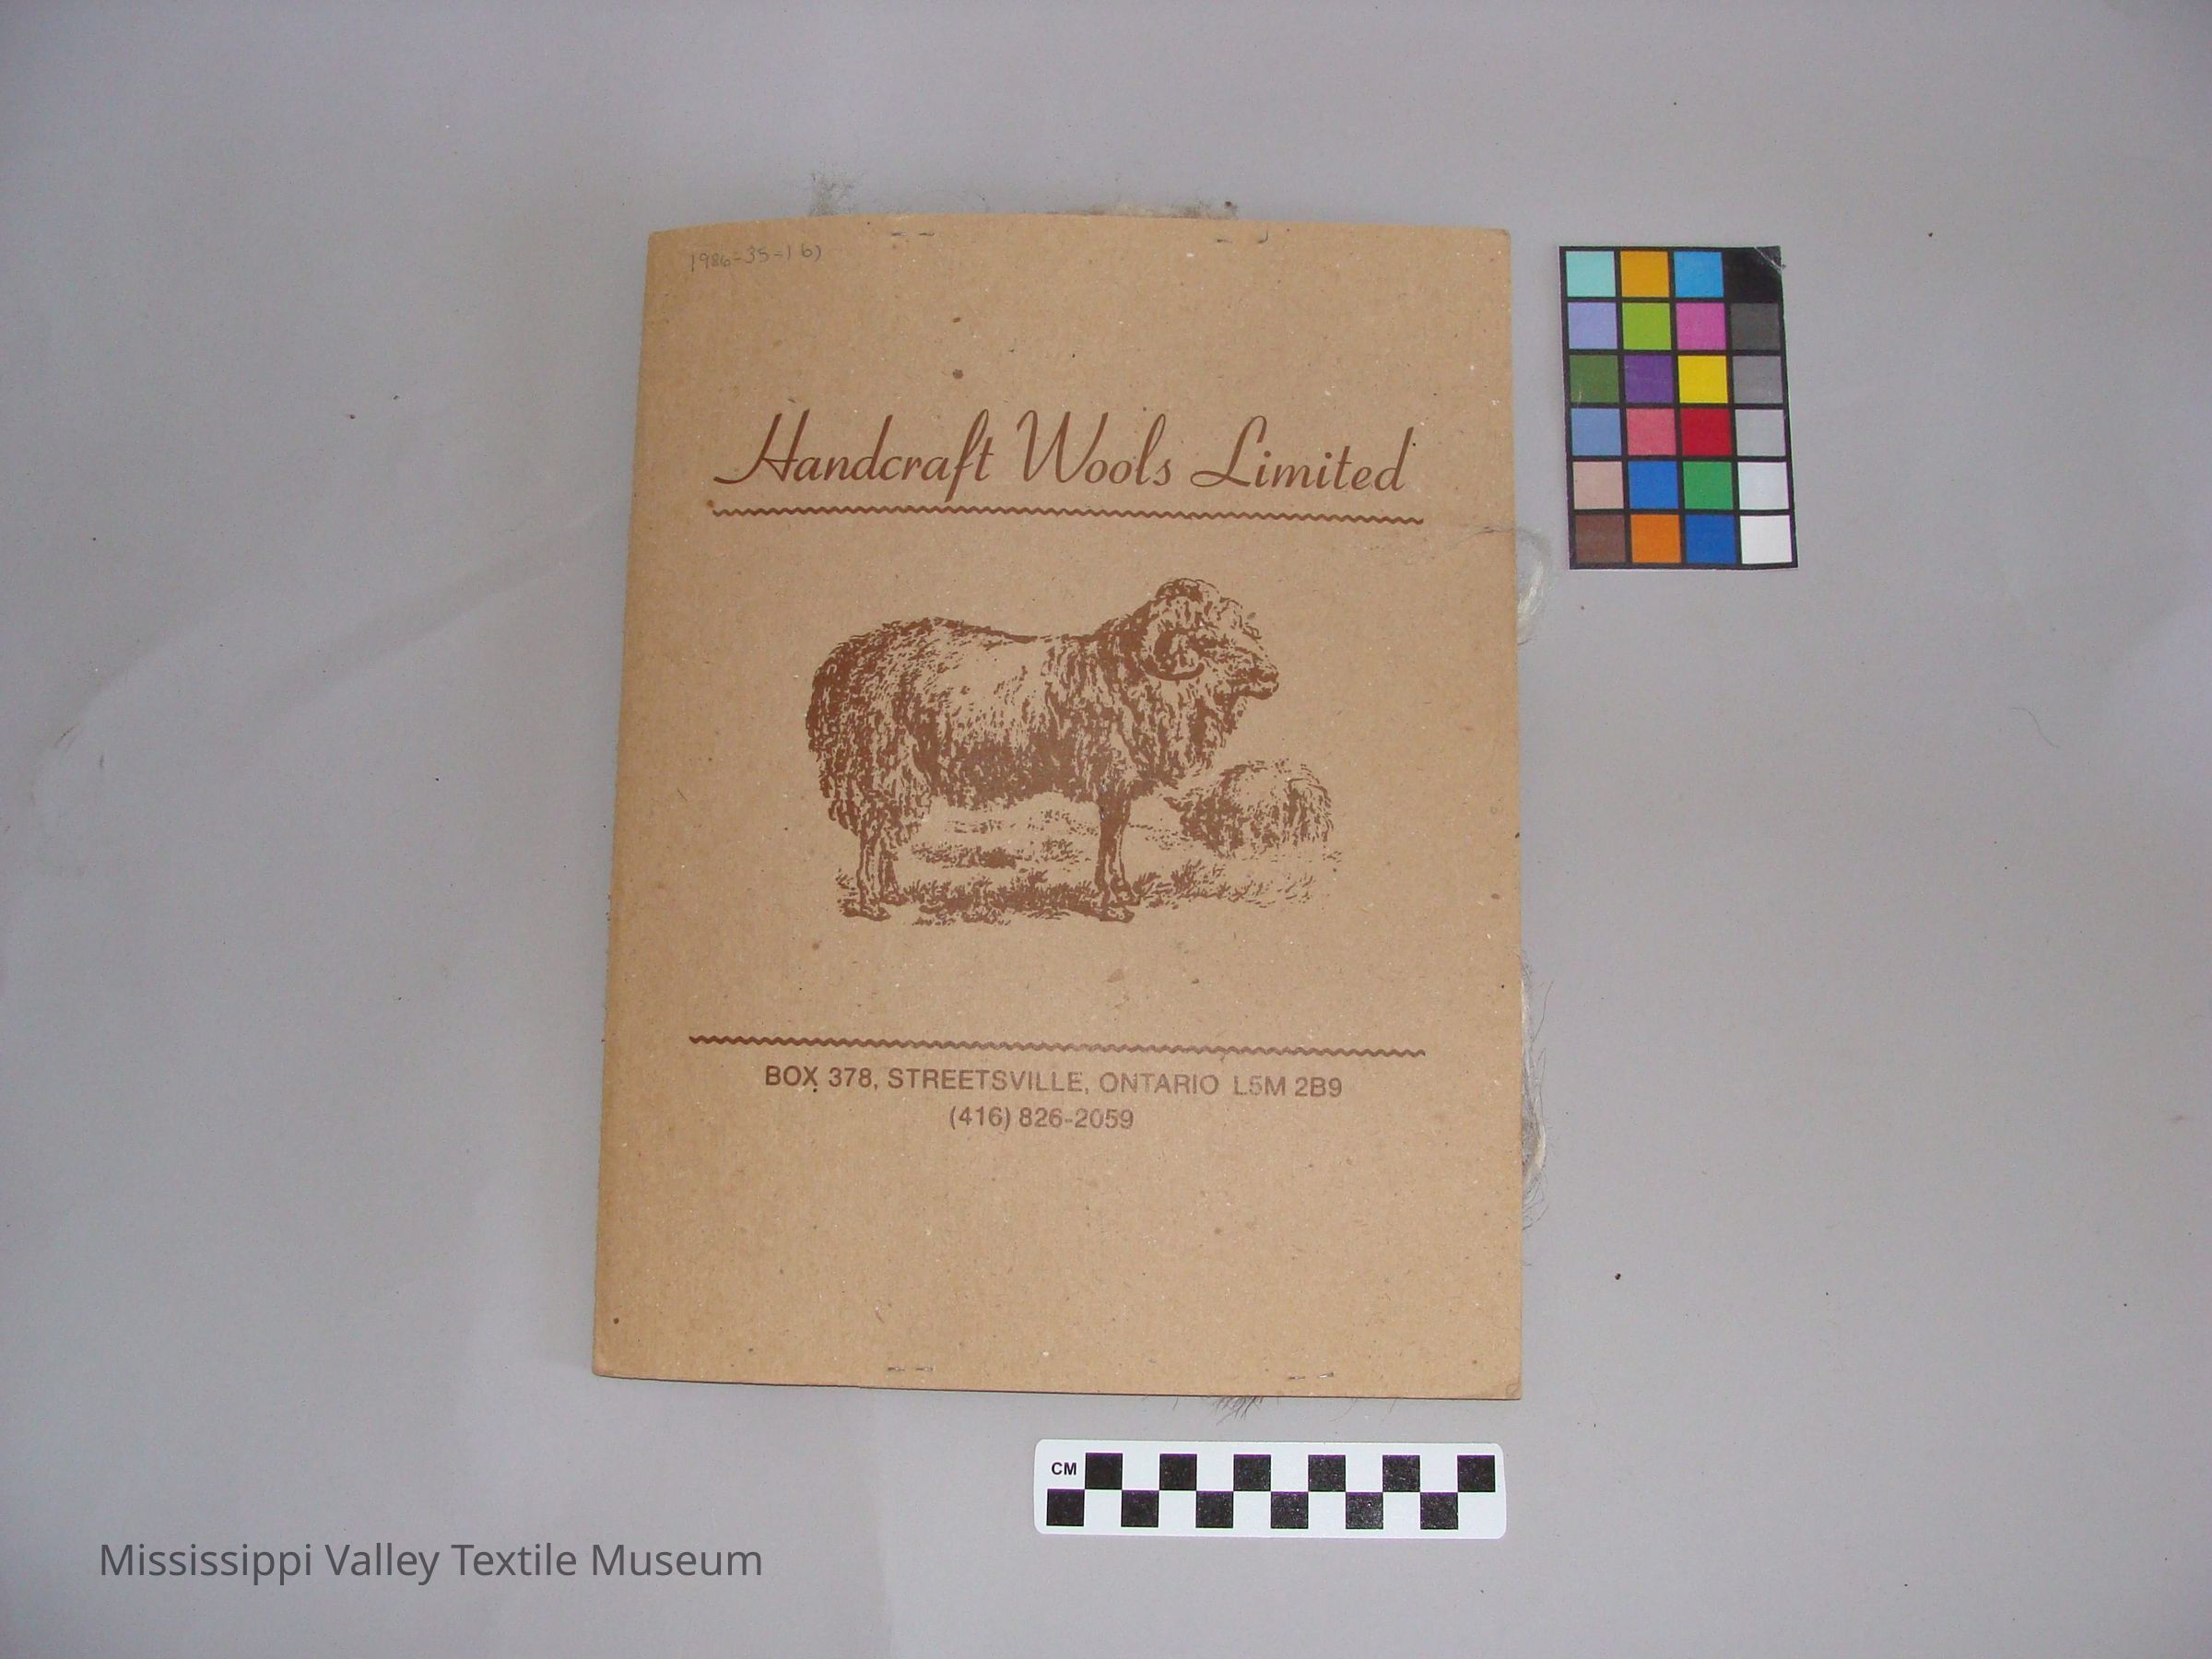 1986-35-1 b)
Handcraft Wools Limited
BOX 378, STREETSVILLE, ONTARIO L5M 2B9
(416) 826-2059
CM
Mississippi Valley Textile Museum